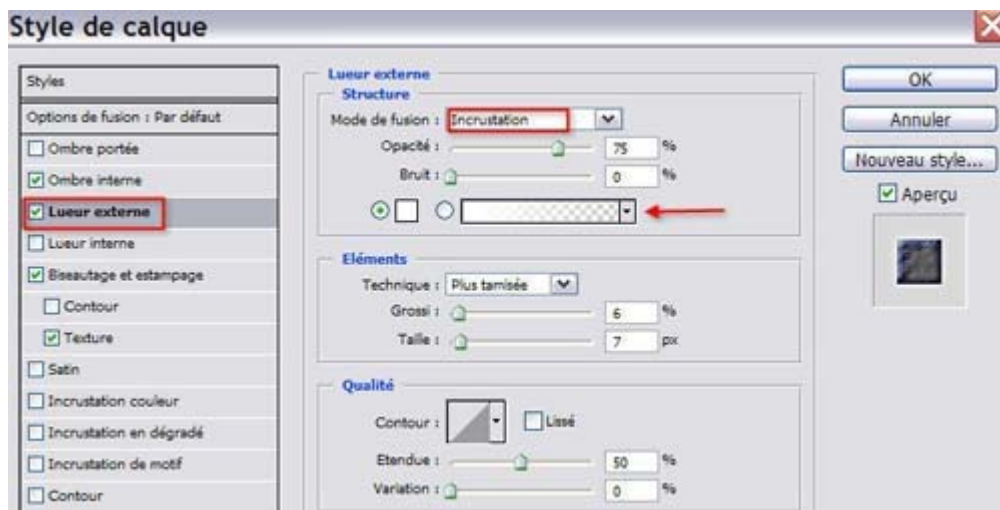 Style de calque
Styles
Options de fusion : Par défaut
Ombre portée
Ombre interne
Lueur externe
Lueur interne
Biseautage et estampage
Contour
Texture
Satin
Incrustation couleur
Incrustation en dégradé
Incrustation de motif
Contour
Lueur externe
Structure
Mode de fusion : Incrustation
Opacité : 75 %
Bruit : 0 %
Eléments
Technique : Plus tamisée
Grossi : 6 %
Taille : 7 px
Qualité
Contour : Lissé
Etendue : 50 %
Variation : 0 %
OK
Annuler
Nouveau style...
Aperçu